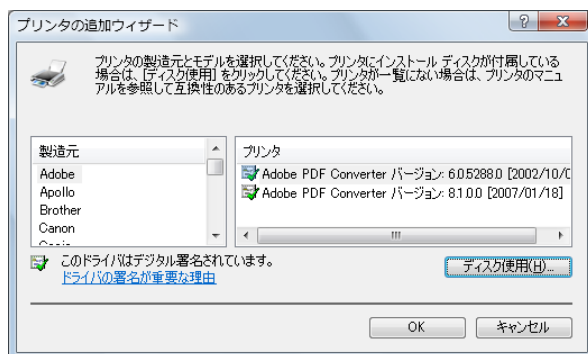 プリンタの追加ウィザード
プリンタの製造元とモデルを選択してください。プリンタにインストール ディスクが付属している
場合は、[ディスク使用] をクリックしてください。プリンタが一覧にない場合は、プリンタのマニュ
アルを参照して互換性のあるプリンタを選択してください。
製造元
Adobe
Apollo
Brother
Canon
プリンタ
Adobe PDF Converter バージョン: 6.0.5288.0 [2002/10/0
Adobe PDF Converter バージョン: 8.1.0.0 [2007/01/18]
このドライバはデジタル署名されています。
ドライバの署名が重要な理由
ディスク使用(H)...
OK
キャンセル